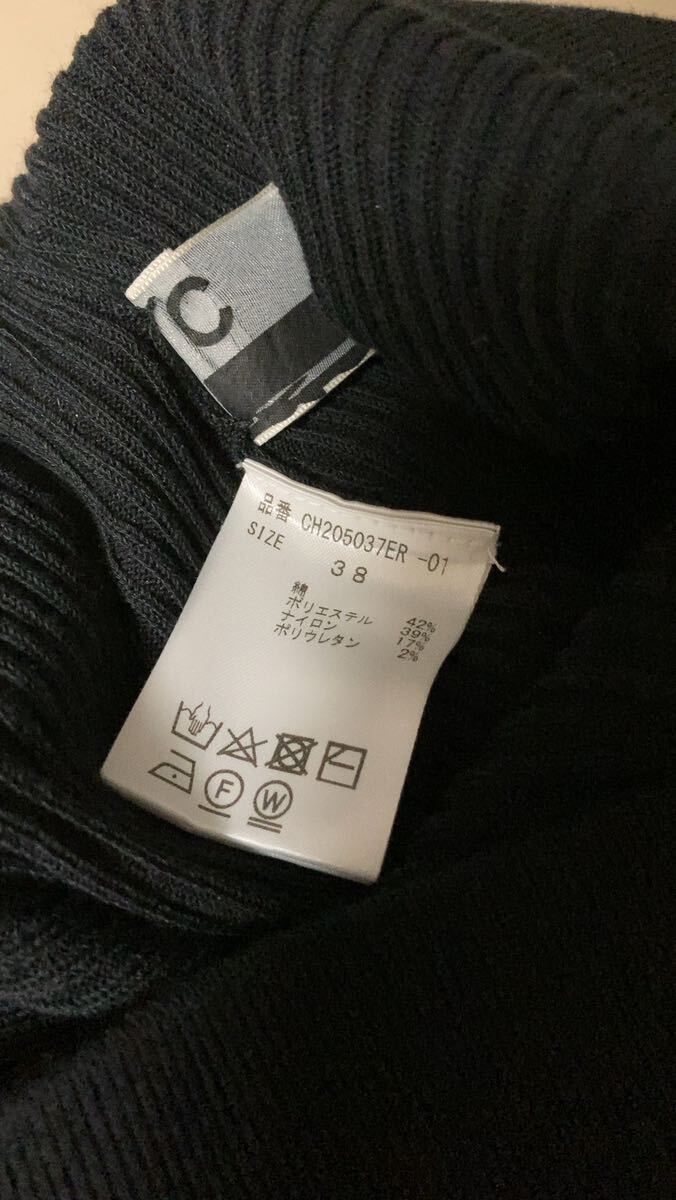 C
品番 CH205037ER -01
SIZE 38
綿 42%
ポリエステル 39%
ナイロン 17%
ポリウレタン 2%
F W